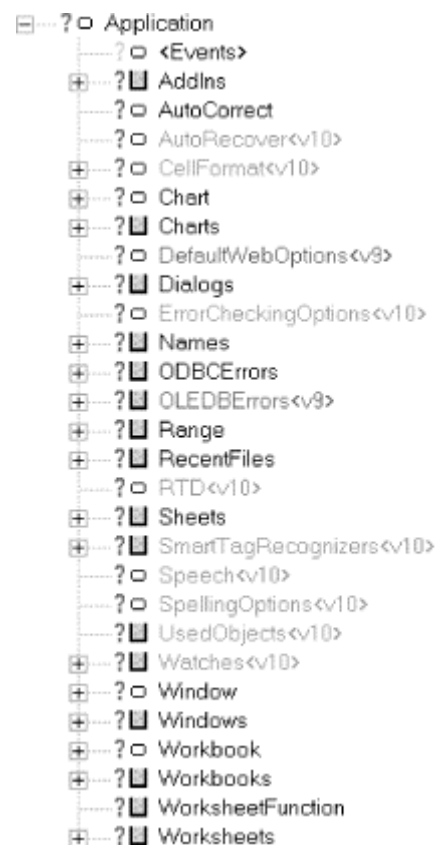 ? Application
? <Events>
? AddIns
? AutoCorrect
? AutoRecover<v10>
? CellFormat<v10>
? Chart
? Charts
? DefaultWebOptions<v9>
? Dialogs
? ErrorCheckingOptions<v10>
? Names
? ODBCErrors
? OLEDBErrors<v9>
? Range
? RecentFiles
? RTD<v10>
? Sheets
? SmartTagRecognizers<v10>
? Speech<v10>
? SpellingOptions<v10>
? UsedObjects<v10>
? Watches<v10>
? Window
? Windows
? Workbook
? Workbooks
? WorksheetFunction
? Worksheets